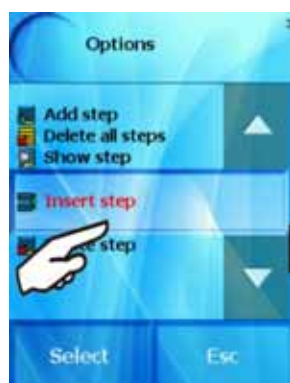 Options
Add step
Delete all steps
Show step
Insert step
step
Select
Esc